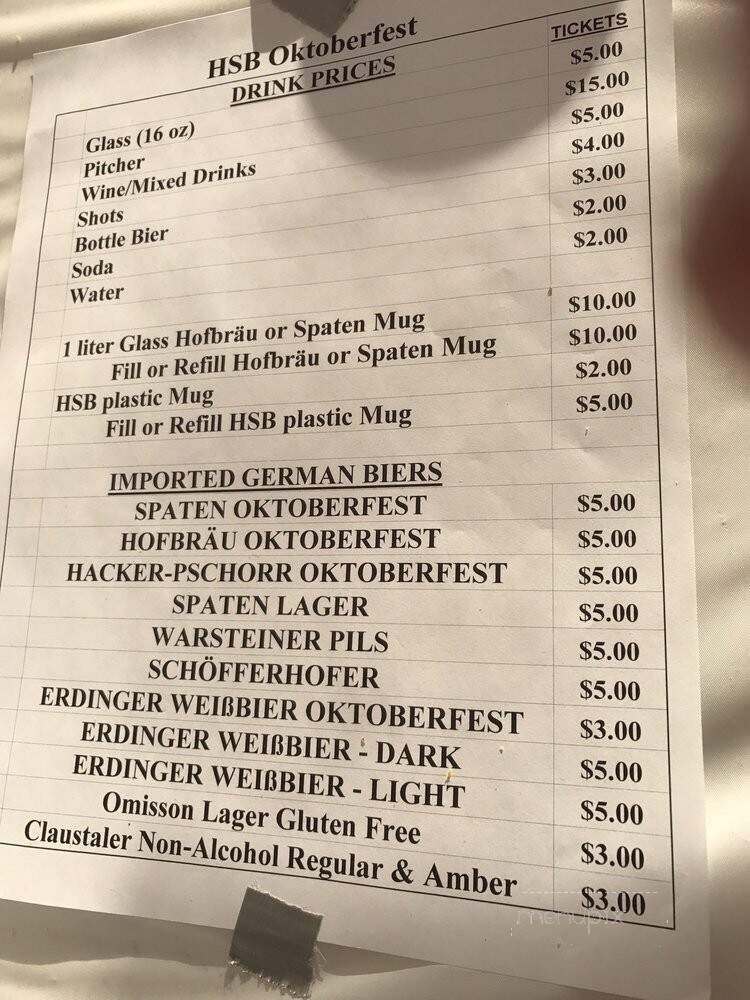 HSB Oktoberfest
DRINK PRICES TICKETS
Glass (16 oz) $5.00
Pitcher $15.00
Wine/Mixed Drinks $5.00
Shots $4.00
Bottle Bier $3.00
Soda $2.00
Water $2.00
1 liter Glass Hofbräu or Spaten Mug $10.00
Fill or Refill Hofbräu or Spaten Mug $10.00
HSB plastic Mug $2.00
Fill or Refill HSB plastic Mug $5.00
IMPORTED GERMAN BIERS
SPATEN OKTOBERFEST $5.00
HOFBRÄU OKTOBERFEST $5.00
HACKER-PSCHORR OKTOBERFEST $5.00
SPATEN LAGER $5.00
WARSTEINER PILS $5.00
SCHÖFFERHOFER $5.00
ERDINGER WEIßBIER OKTOBERFEST $3.00
ERDINGER WEIßBIER - DARK $5.00
ERDINGER WEIßBIER - LIGHT $5.00
Omisson Lager Gluten Free $3.00
Claustaler Non-Alcohol Regular & Amber $3.00
menupix